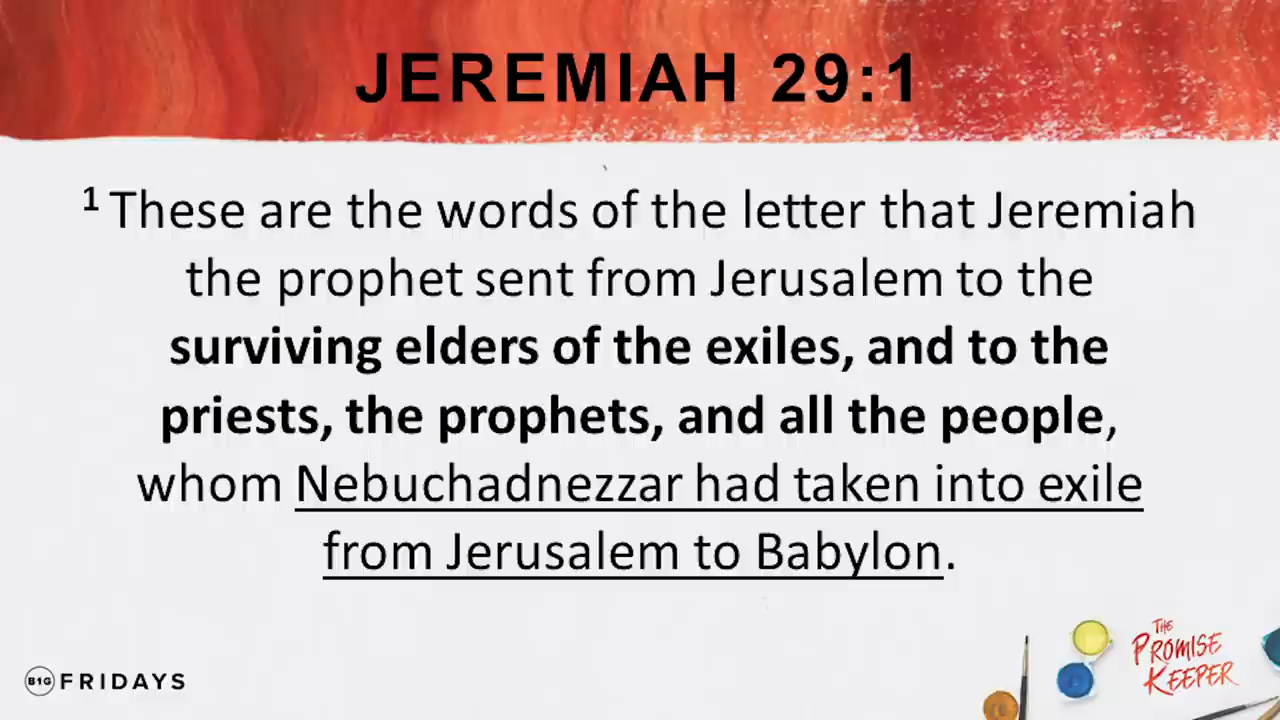 JEREMIAH 29:1
1 These are the words of the letter that Jeremiah
the prophet sent from Jerusalem to the
surviving elders of the exiles, and to the
priests, the prophets, and all the people,
whom Nebuchadnezzar had taken into exile
from Jerusalem to Babylon.
THE
PROMISE
KEEPER
B1G FRIDAYS